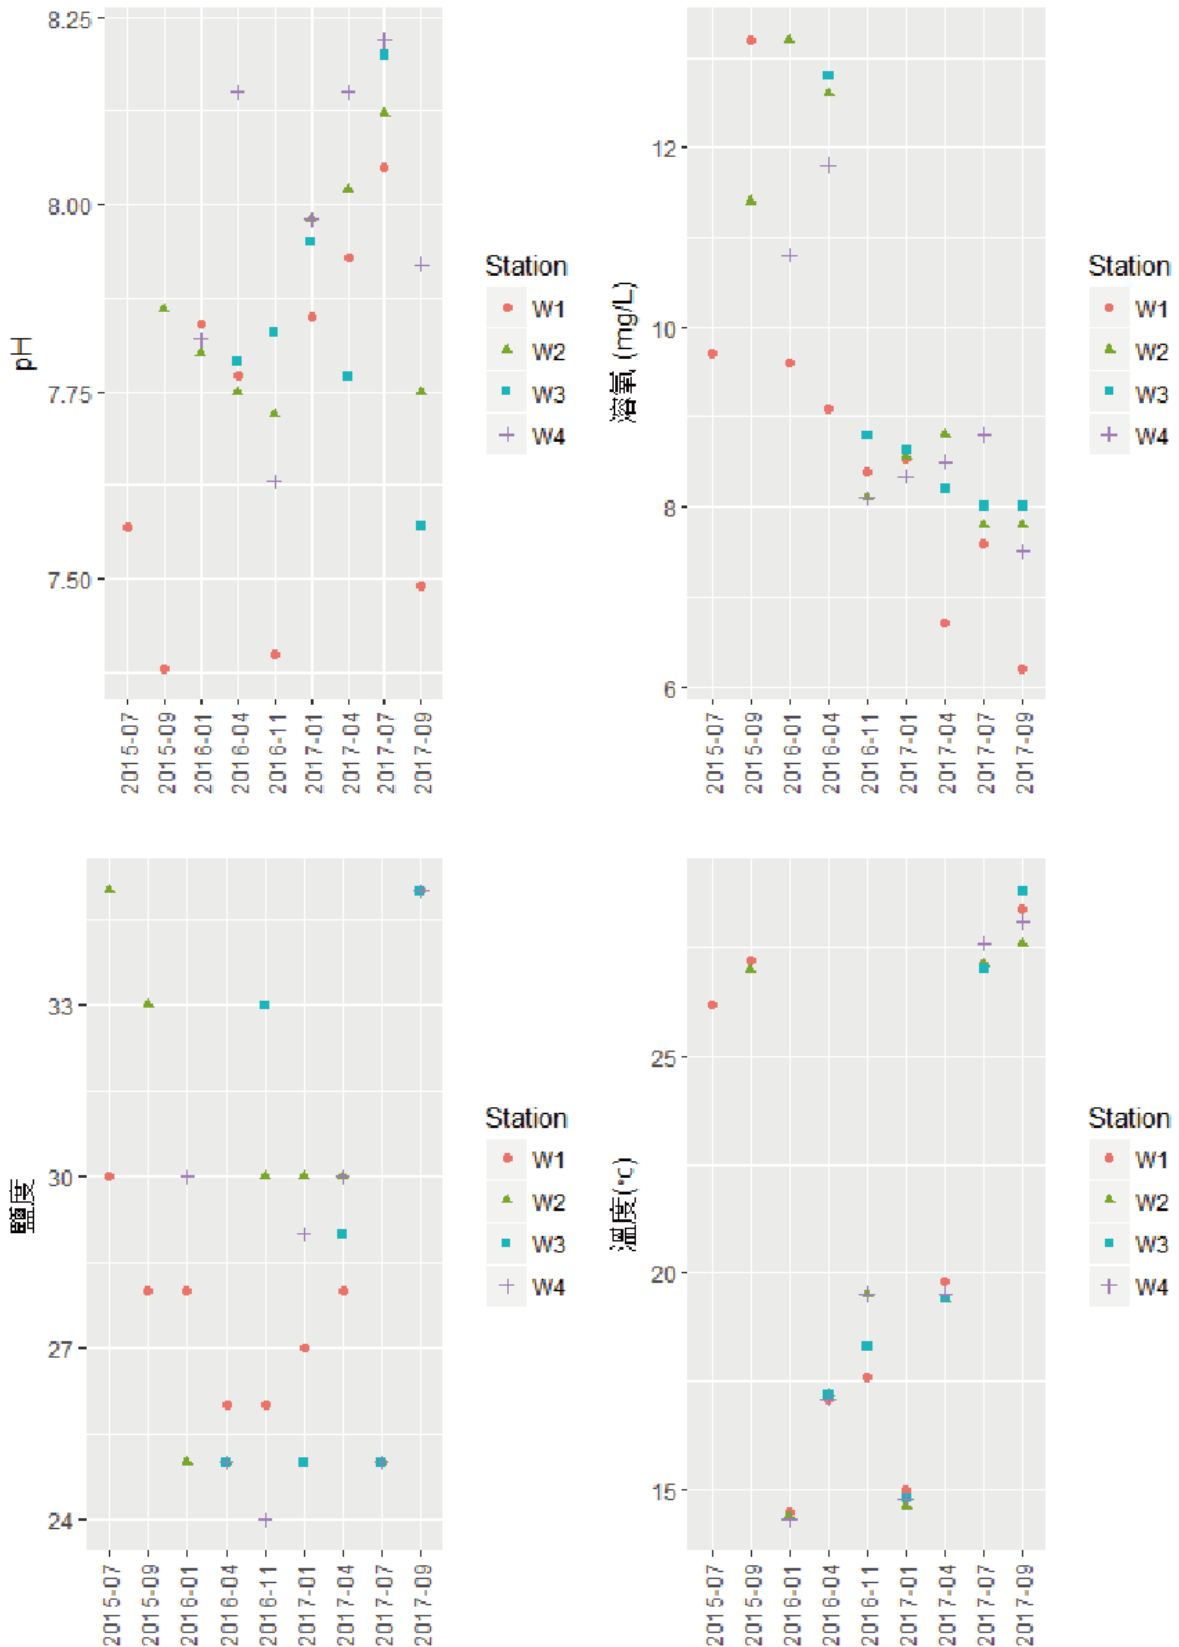 8.25
8.00
7.75
7.50
pH
2015-07
2015-09
2016-01
2016-04
2016-11
2017-01
2017-04
2017-07
2017-09
Station
W1
W2
W3
W4
12
10
8
6
溶氧 (mg/L)
2015-07
2015-09
2016-01
2016-04
2016-11
2017-01
2017-04
2017-07
2017-09
Station
W1
W2
W3
W4
33
30
27
24
鹽度
2015-07
2015-09
2016-01
2016-04
2016-11
2017-01
2017-04
2017-07
2017-09
Station
W1
W2
W3
W4
25
20
15
溫度(℃)
2015-07
2015-09
2016-01
2016-04
2016-11
2017-01
2017-04
2017-07
2017-09
Station
W1
W2
W3
W4